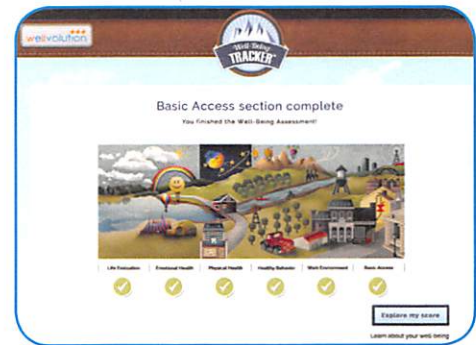 wellvolution
Well-Being
TRACKER
Basic Access section complete
You finished the Well-Being Assessment!
Life Evaluation
Emotional Health
Physical Health
Healthy Behavior
Work Environment
Basic Access
Explore my score
Learn about your well being